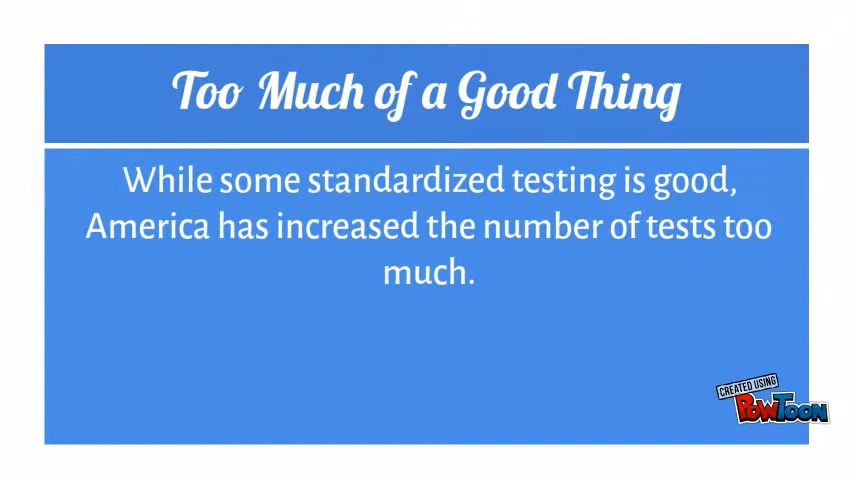 Too Much of a Good Thing
While some standardized testing is good,
America has increased the number of tests too
much.
CREATED USING
POWTOON